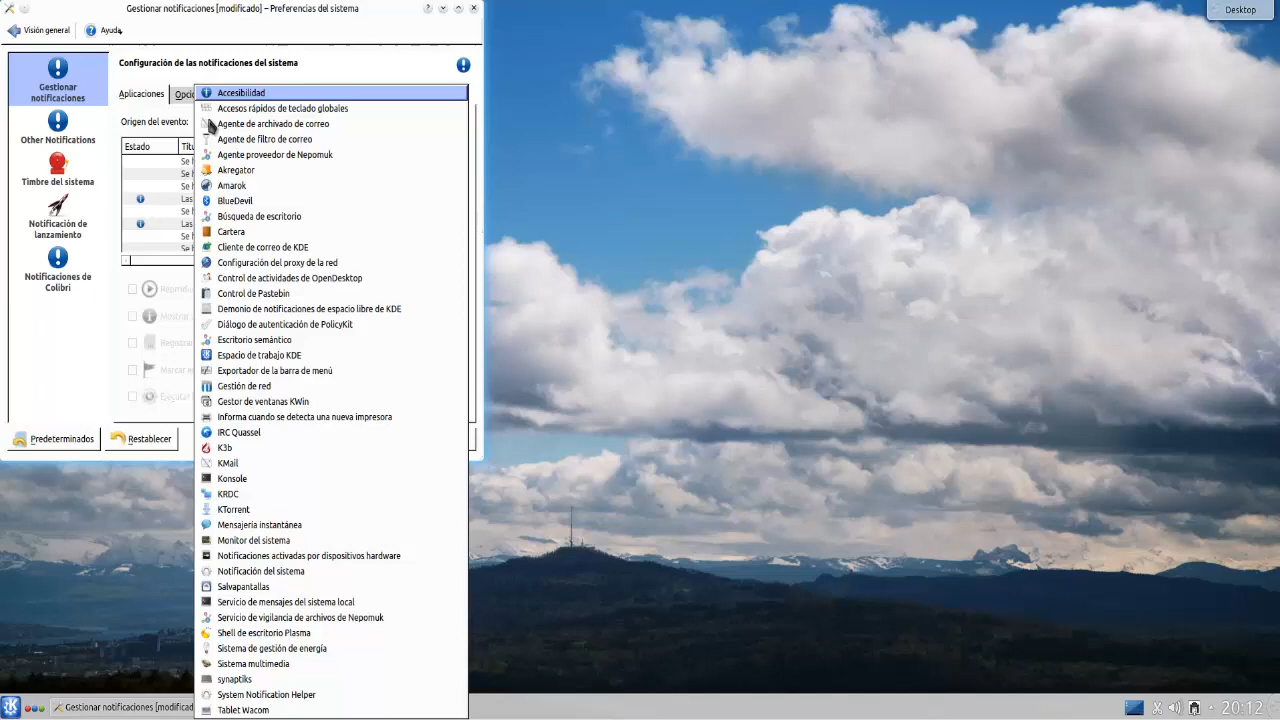 Gestionar notificaciones [modificado] – Preferencias del sistema
Desktop
Visión general
Ayuda
Configuración de las notificaciones del sistema
Gestionar notificaciones
Other Notifications
Timbre del sistema
Notificación de lanzamiento
Notificaciones de Colibri
Aplicaciones
Origen del evento:
Estado
Se h
Se h
Se h
Las
Se h
Las
Se h
Se h
Predeterminados
Restablecer
Accesibilidad
Accesos rápidos de teclado globales
Agente de archivado de correo
Agente de filtro de correo
Agente proveedor de Nepomuk
Akregator
Amarok
BlueDevil
Búsqueda de escritorio
Cartera
Cliente de correo de KDE
Configuración del proxy de la red
Control de actividades de OpenDesktop
Control de Pastebin
Demonio de notificaciones de espacio libre de KDE
Diálogo de autenticación de PolicyKit
Escritorio semántico
Espacio de trabajo KDE
Exportador de la barra de menú
Gestión de red
Gestor de ventanas KWin
Informa cuando se detecta una nueva impresora
IRC Quassel
K3b
KMail
Konsole
KRDC
KTorrent
Mensajería instantánea
Monitor del sistema
Notificaciones activadas por dispositivos hardware
Notificación del sistema
Salvapantallas
Servicio de mensajes del sistema local
Servicio de vigilancia de archivos de Nepomuk
Shell de escritorio Plasma
Sistema de gestión de energía
Sistema multimedia
synaptiks
System Notification Helper
Tablet Wacom
Gestionar notificaciones [modificad
20:12